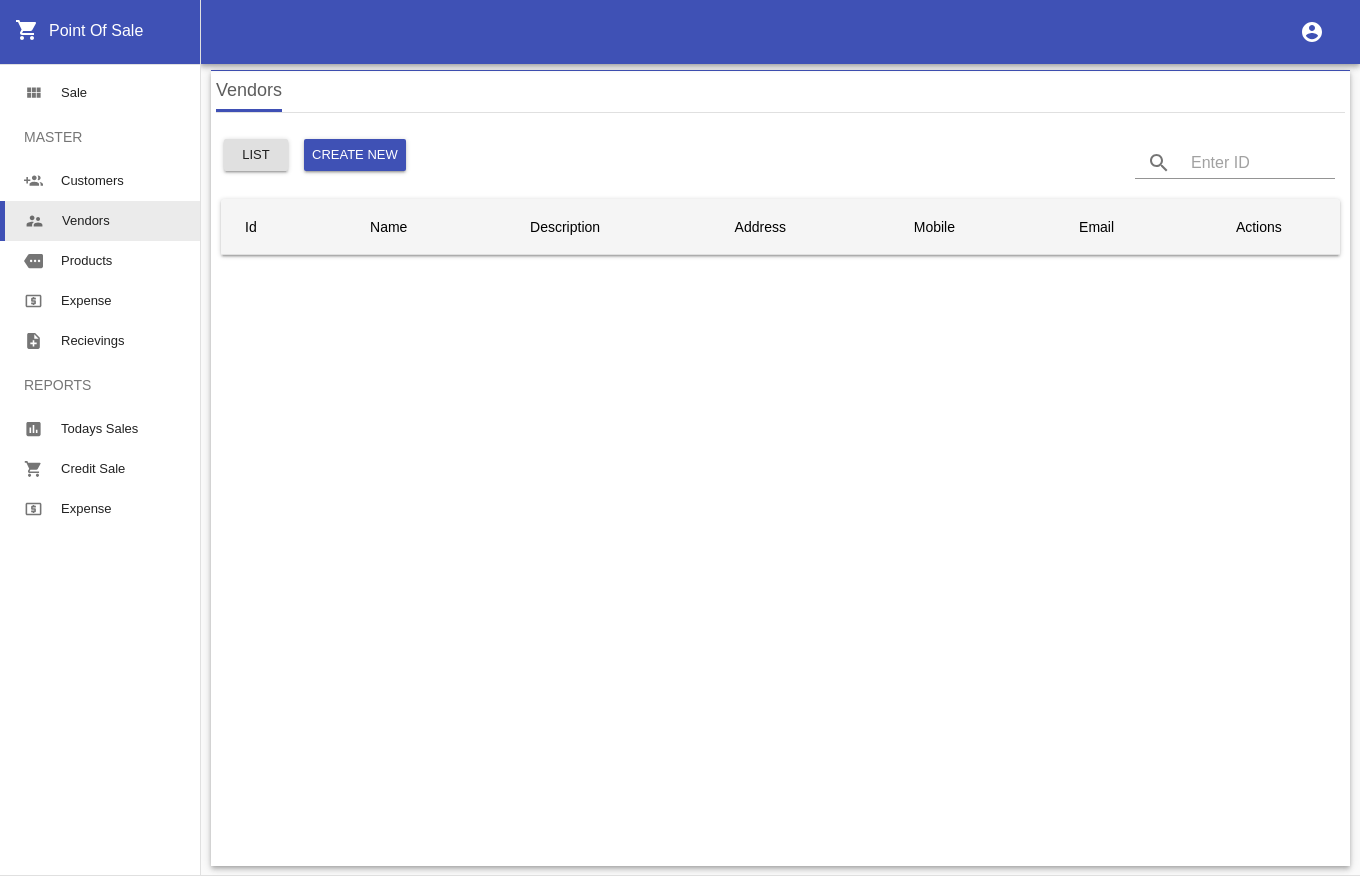 Point Of Sale
Sale
MASTER
Customers
Vendors
Products
Expense
Recievings
REPORTS
Todays Sales
Credit Sale
Expense
Vendors
LIST
CREATE NEW
Enter ID
Id Name Description Address Mobile Email Actions